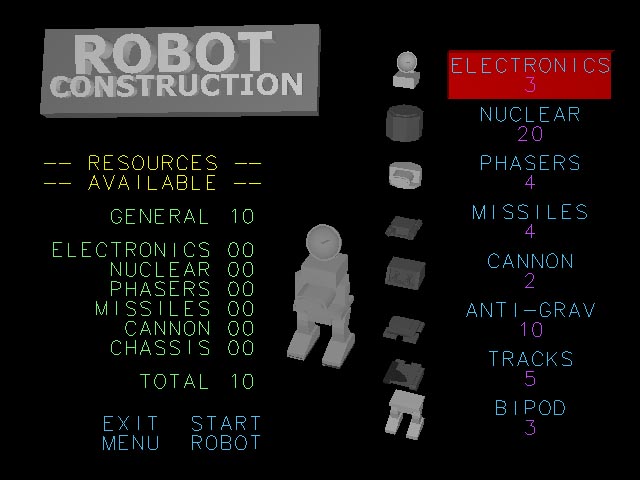 ROBOT
CONSTRUCTION
-- RESOURCES --
-- AVAILABLE --
GENERAL 10
ELECTRONICS 00
NUCLEAR 00
PHASERS 00
MISSILES 00
CANNON 00
CHASSIS 00
TOTAL 10
EXIT START
MENU ROBOT
ELECTRONICS
3
NUCLEAR
20
PHASERS
4
MISSILES
4
CANNON
2
ANTI-GRAV
10
TRACKS
5
BIPOD
3